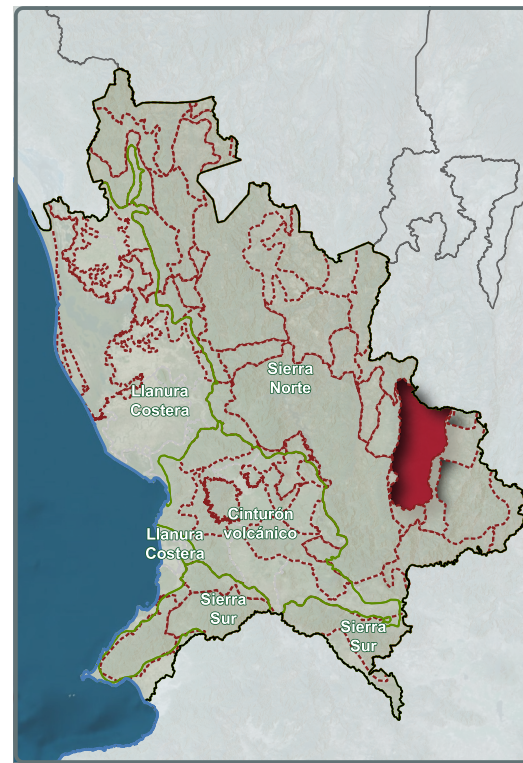 Sierra
Norte
Llanura
Costera
Cinturón
volcánico
Llanura
Costera
Sierra
Sur
Sierra
Sur